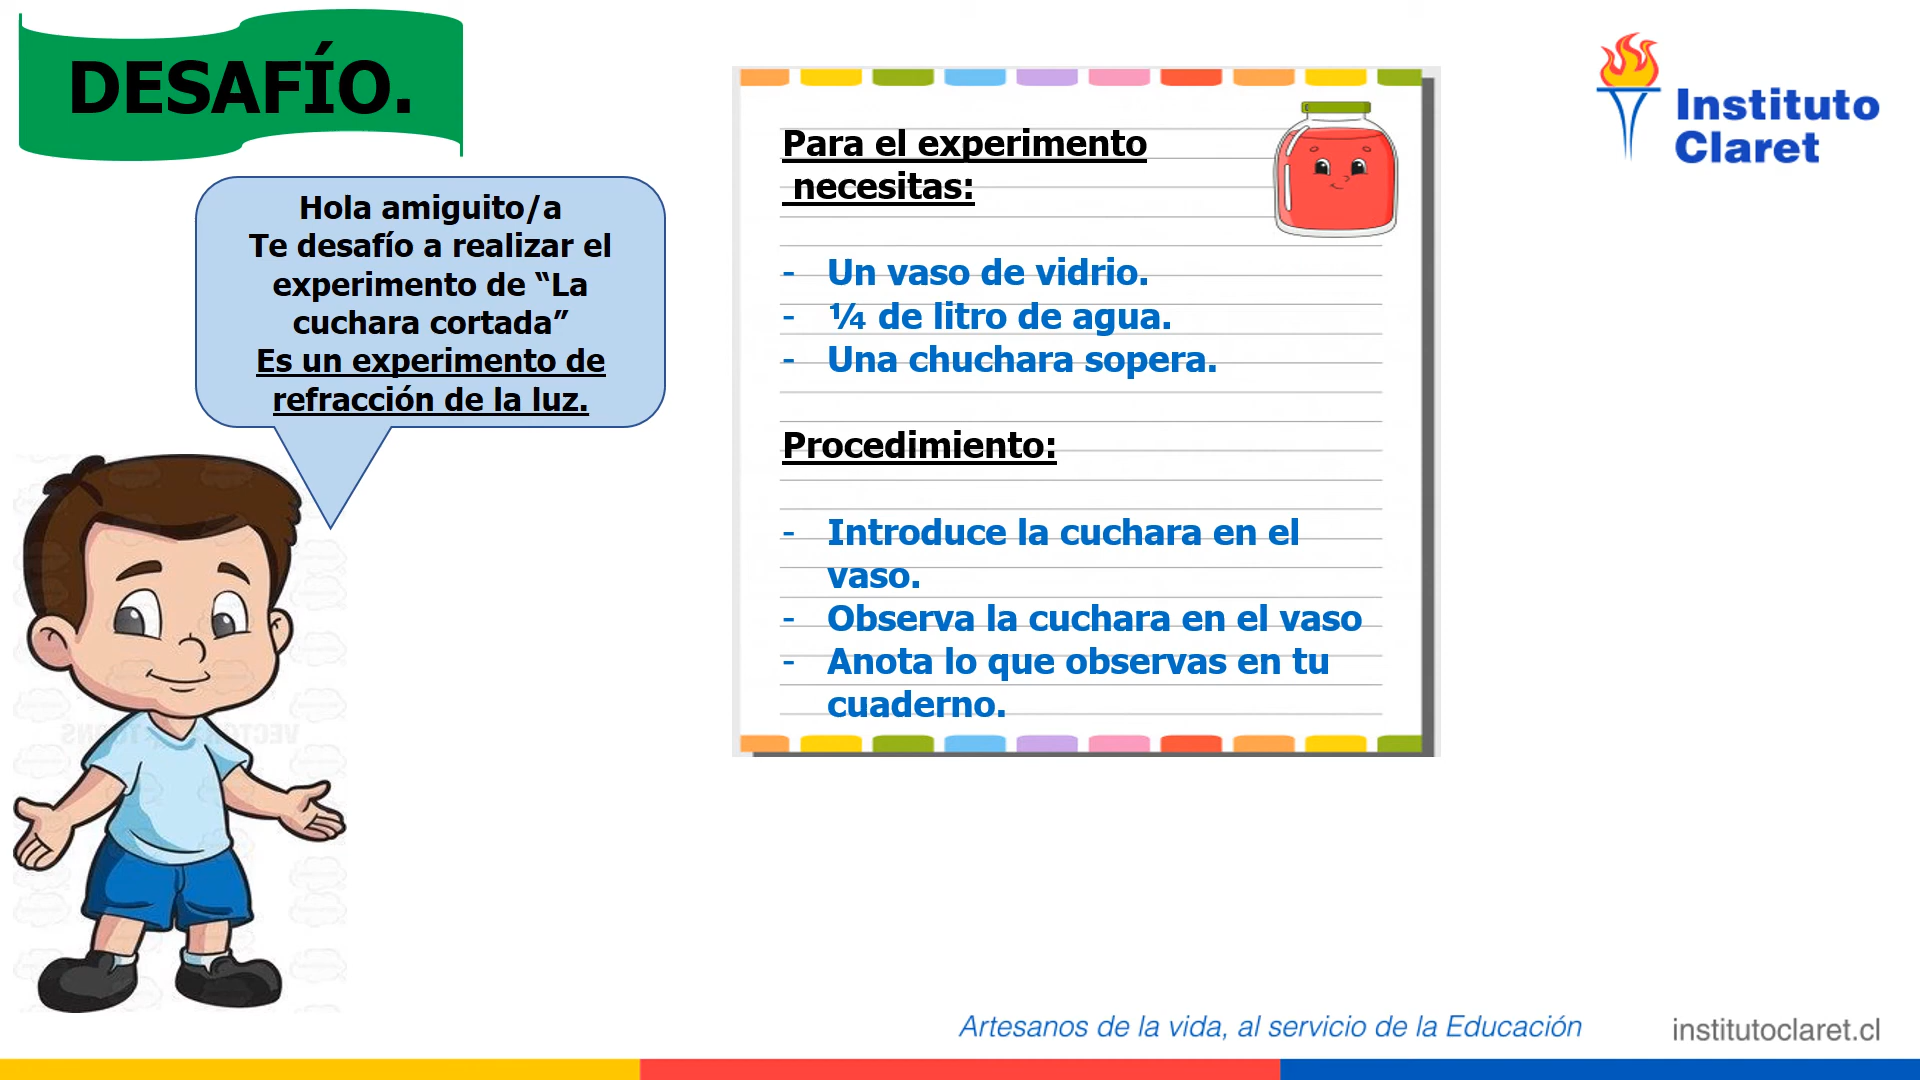 DESAFÍO.
Hola amiguito/a
Te desafío a realizar el
experimento de “La
cuchara cortada”
Es un experimento de
refracción de la luz.
Para el experimento
necesitas:
- Un vaso de vidrio.
- ¼ de litro de agua.
- Una chuchara sopera.
Procedimiento:
- Introduce la cuchara en el
vaso.
- Observa la cuchara en el vaso
- Anota lo que observas en tu
cuaderno.
Instituto
Claret
Artesanos de la vida, al servicio de la Educación
institutoclaret.cl